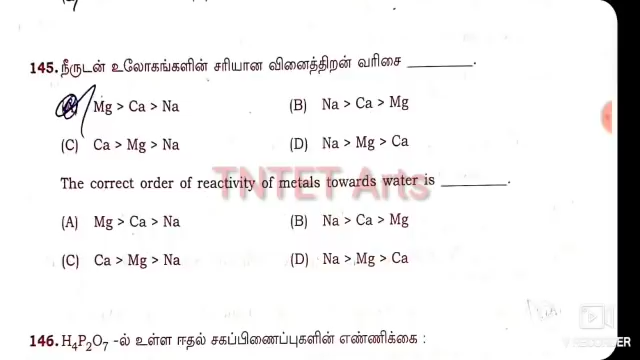 145. நீருடன் உலோகங்களின் சரியான வினைத்திறன் வரிசை ________.
Mg > Ca > Na (B) Na > Ca > Mg
(C) Ca > Mg > Na (D) Na > Mg > Ca
TNTET Arts
The correct order of reactivity of metals towards water is ________.
(A) Mg > Ca > Na (B) Na > Ca > Mg
(C) Ca > Mg > Na (D) Na > Mg > Ca
146. H₄P₂O₇ -ல் உள்ள ஈதல் சகப்பிணைப்புகளின் எண்ணிக்கை :
V RECORDER